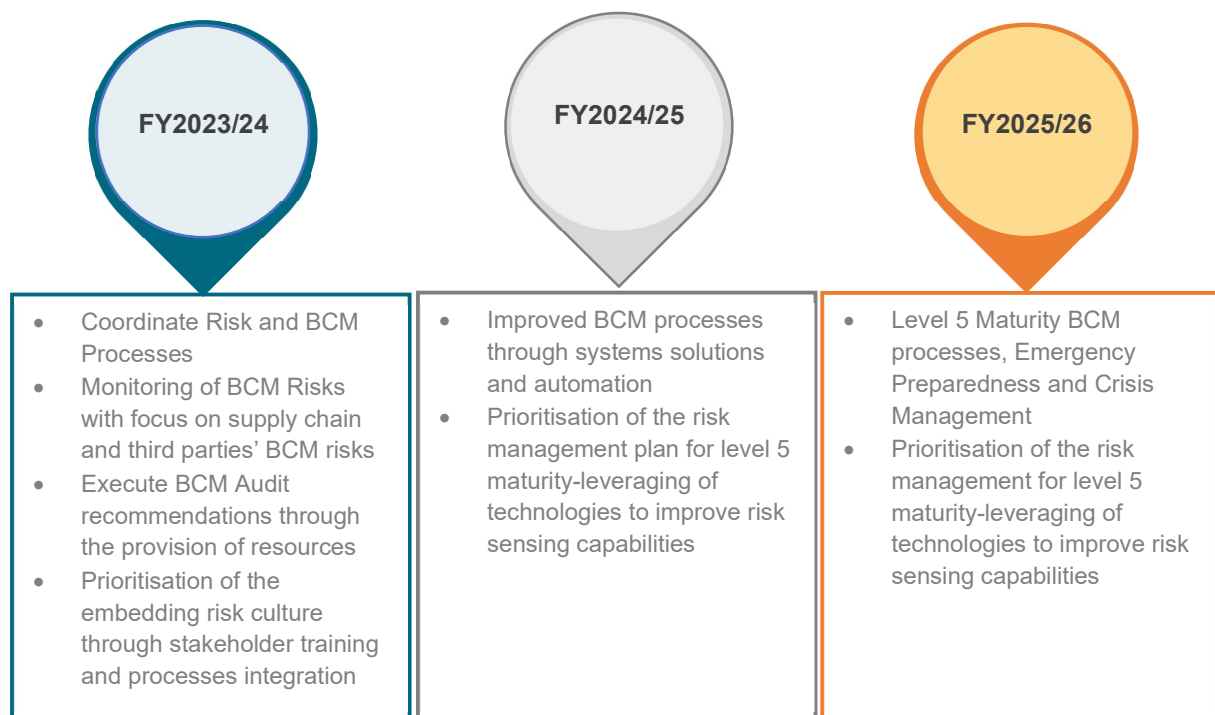 FY2023/24
FY2024/25
FY2025/26
• Coordinate Risk and BCM
Processes
• Monitoring of BCM Risks
with focus on supply chain
and third parties’ BCM risks
• Execute BCM Audit
recommendations through
the provision of resources
• Prioritisation of the
embedding risk culture
through stakeholder training
and processes integration
• Improved BCM processes
through systems solutions
and automation
• Prioritisation of the risk
management plan for level 5
maturity-leveraging of
technologies to improve risk
sensing capabilities
• Level 5 Maturity BCM
processes, Emergency
Preparedness and Crisis
Management
• Prioritisation of the risk
management for level 5
maturity-leveraging of
technologies to improve risk
sensing capabilities